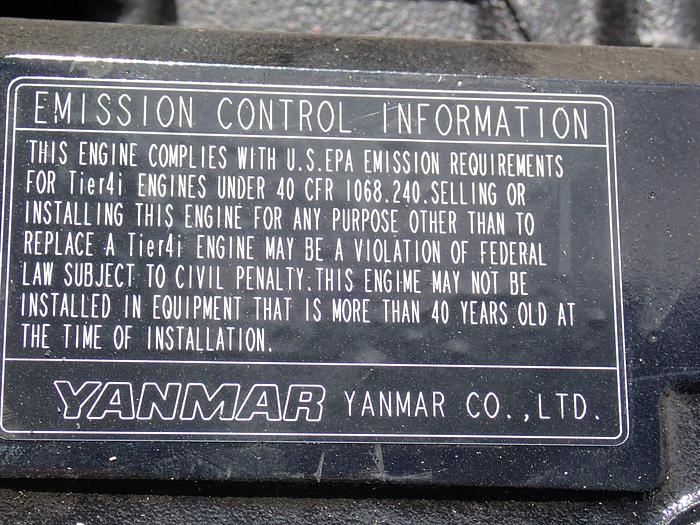 EMISSION CONTROL INFORMATION
THIS ENGINE COMPLIES WITH U.S.EPA EMISSION REQUIREMENTS
FOR Tier4i ENGINES UNDER 40 CFR 1068.240.SELLING OR
INSTALLING THIS ENGINE FOR ANY PURPOSE OTHER THAN TO
REPLACE A Tier4i ENGINE MAY BE A VIOLATION OF FEDERAL
LAW SUBJECT TO CIVIL PENALTY.THIS ENGIME MAY NOT BE
INSTALLED IN EQUIPMENT THAT IS MORE THAN 40 YEARS OLD AT
THE TIME OF INSTALLATION.
YANMAR YANMAR CO.,LTD.